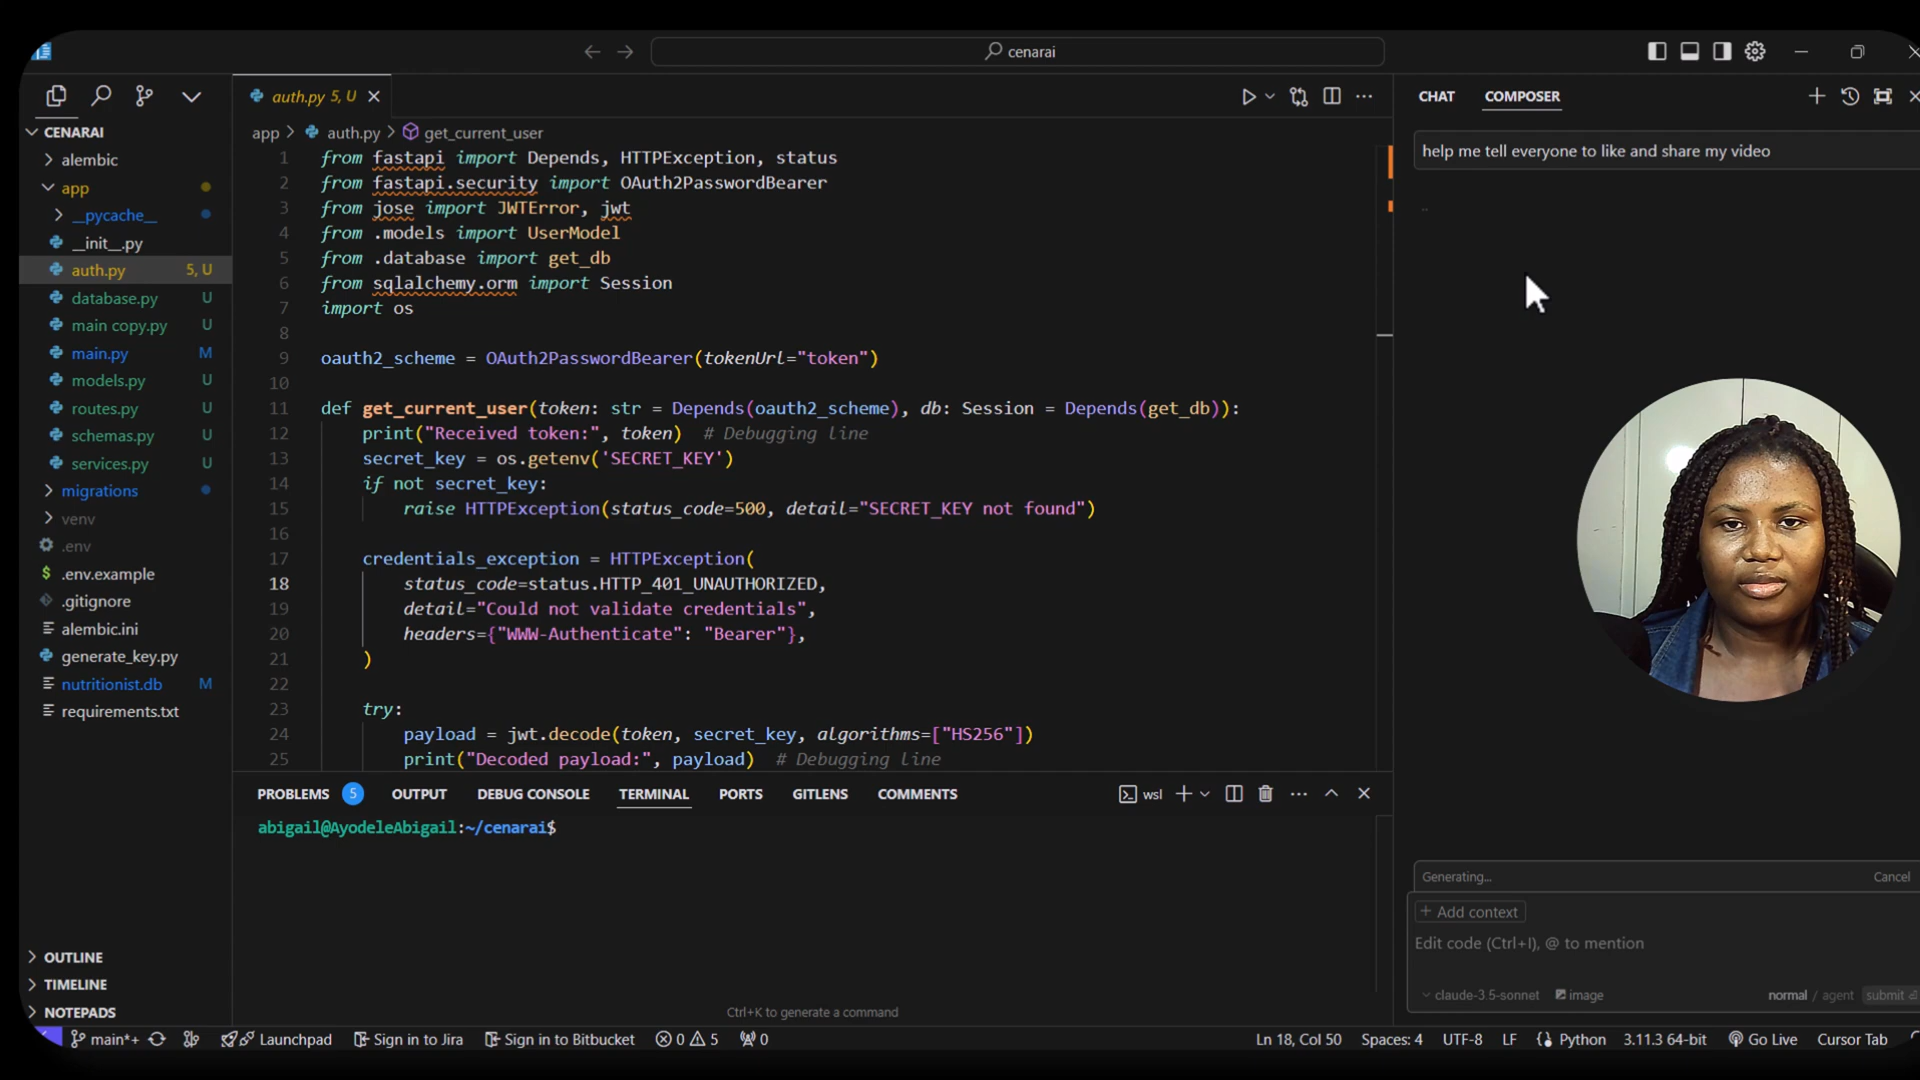 cenarai
CENARAI
alembic
app
__pycache__
__init__.py
auth.py 5, U
database.py U
main copy.py U
main.py M
models.py U
routes.py U
schemas.py U
services.py U
migrations
venv
.env
.env.example
.gitignore
alembic.ini
generate_key.py
nutritionist.db M
requirements.txt
OUTLINE
TIMELINE
NOTEPADS
auth.py 5, U
app > auth.py > get_current_user
1 from fastapi import Depends, HTTPException, status
2 from fastapi.security import OAuth2PasswordBearer
3 from jose import JWTError, jwt
4 from .models import UserModel
5 from .database import get_db
6 from sqlalchemy.orm import Session
7 import os
8
9 oauth2_scheme = OAuth2PasswordBearer(tokenUrl="token")
10
11 def get_current_user(token: str = Depends(oauth2_scheme), db: Session = Depends(get_db)):
12 print("Received token:", token) # Debugging line
13 secret_key = os.getenv('SECRET_KEY')
14 if not secret_key:
15 raise HTTPException(status_code=500, detail="SECRET_KEY not found")
16
17 credentials_exception = HTTPException(
18 status_code=status.HTTP_401_UNAUTHORIZED,
19 detail="Could not validate credentials",
20 headers={"WWW-Authenticate": "Bearer"},
21 )
22
23 try:
24 payload = jwt.decode(token, secret_key, algorithms=["HS256"])
25 print("Decoded payload:", payload) # Debugging line
PROBLEMS 5 OUTPUT DEBUG CONSOLE TERMINAL PORTS GITLENS COMMENTS wsl
abigail@AyodeleAbigail:~/cenarai$
Ctrl+K to generate a command
CHAT COMPOSER
help me tell everyone to like and share my video
..
Generating... Cancel
+ Add context
Edit code (Ctrl+I), @ to mention
claude-3.5-sonnet image normal / agent submit
main*+ Launchpad Sign in to Jira Sign in to Bitbucket 0 5 0 Ln 18, Col 50 Spaces: 4 UTF-8 LF Python 3.11.3 64-bit Go Live Cursor Tab